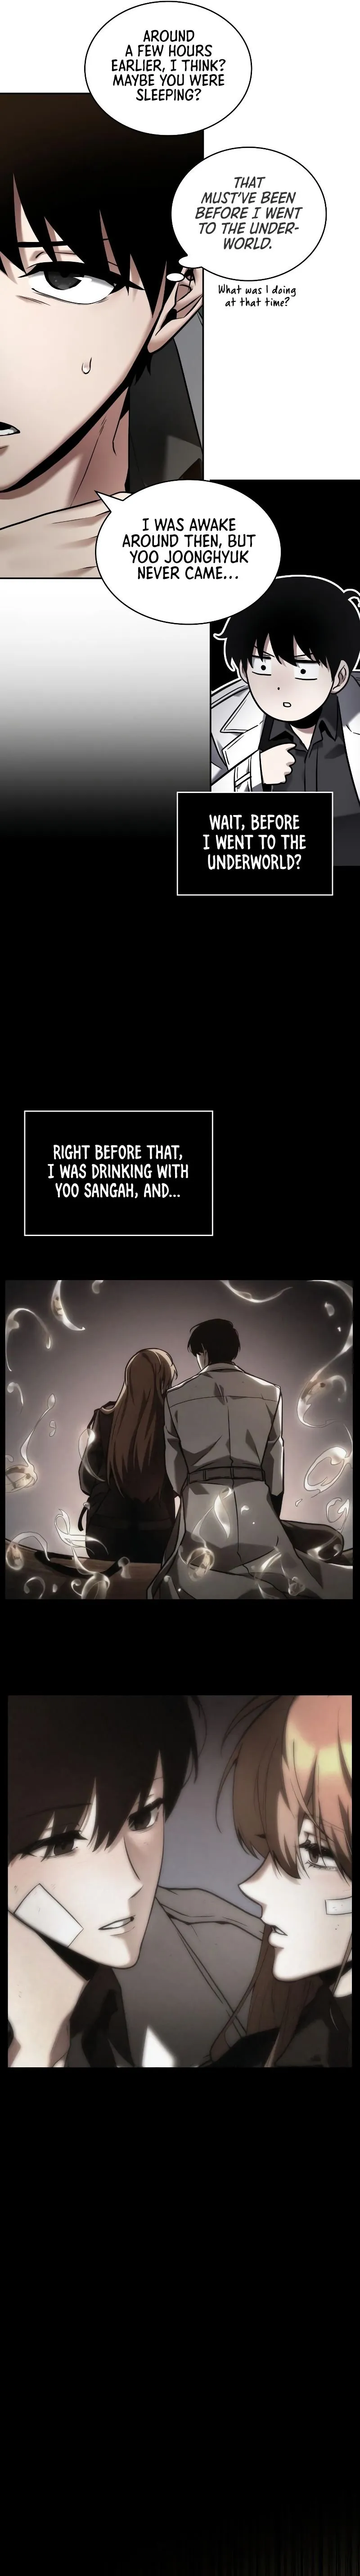 AROUND
A FEW HOURS
EARLIER, I THINK?
MAYBE YOU WERE
SLEEPING?
THAT
MUST'VE BEEN
BEFORE I WENT
TO THE UNDER-
WORLD.
What was I doing
at that time?
I WAS AWAKE
AROUND THEN, BUT
YOO JOONGHYUK
NEVER CAME...
WAIT, BEFORE
I WENT TO THE
UNDERWORLD?
RIGHT BEFORE THAT,
I WAS DRINKING WITH
YOO SANGAH, AND...